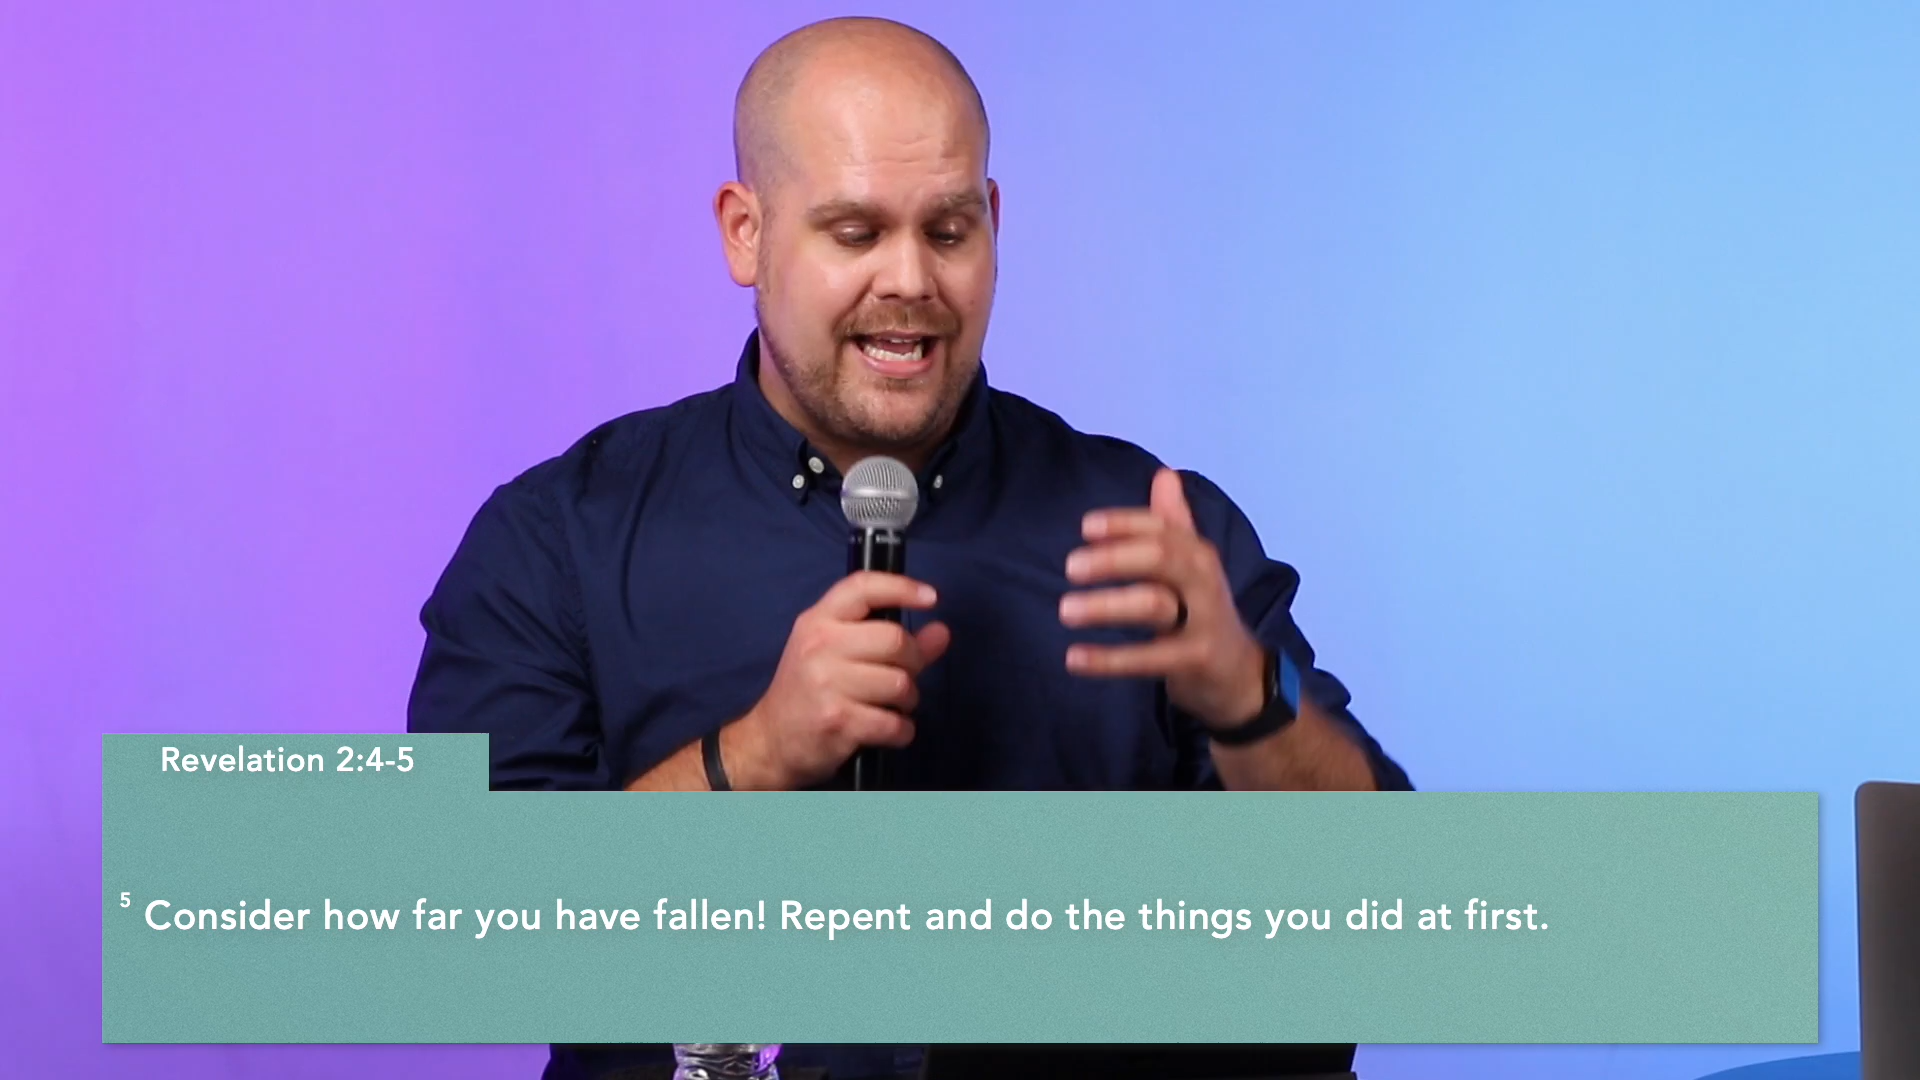 Revelation 2:4-5
5 Consider how far you have fallen! Repent and do the things you did at first.